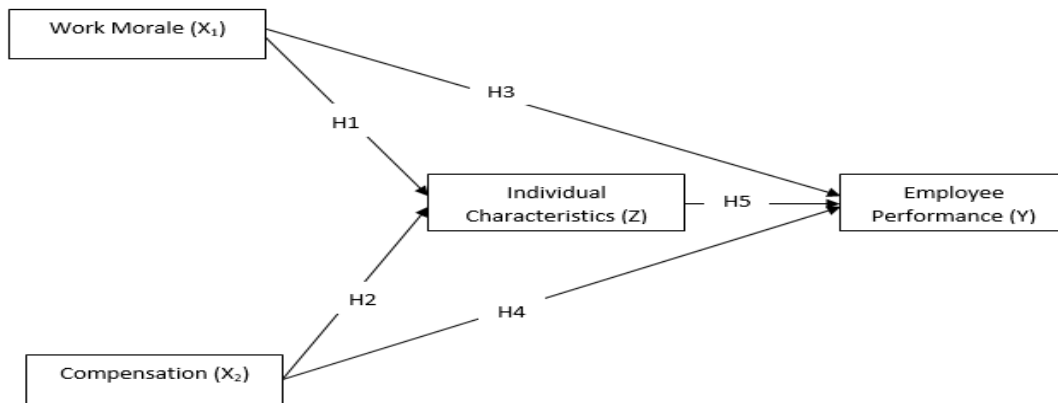 Work Morale (X₁)
H3
H1
Individual
Characteristics (Z)
H5
Employee
Performance (Y)
H2
H4
Compensation (X₂)